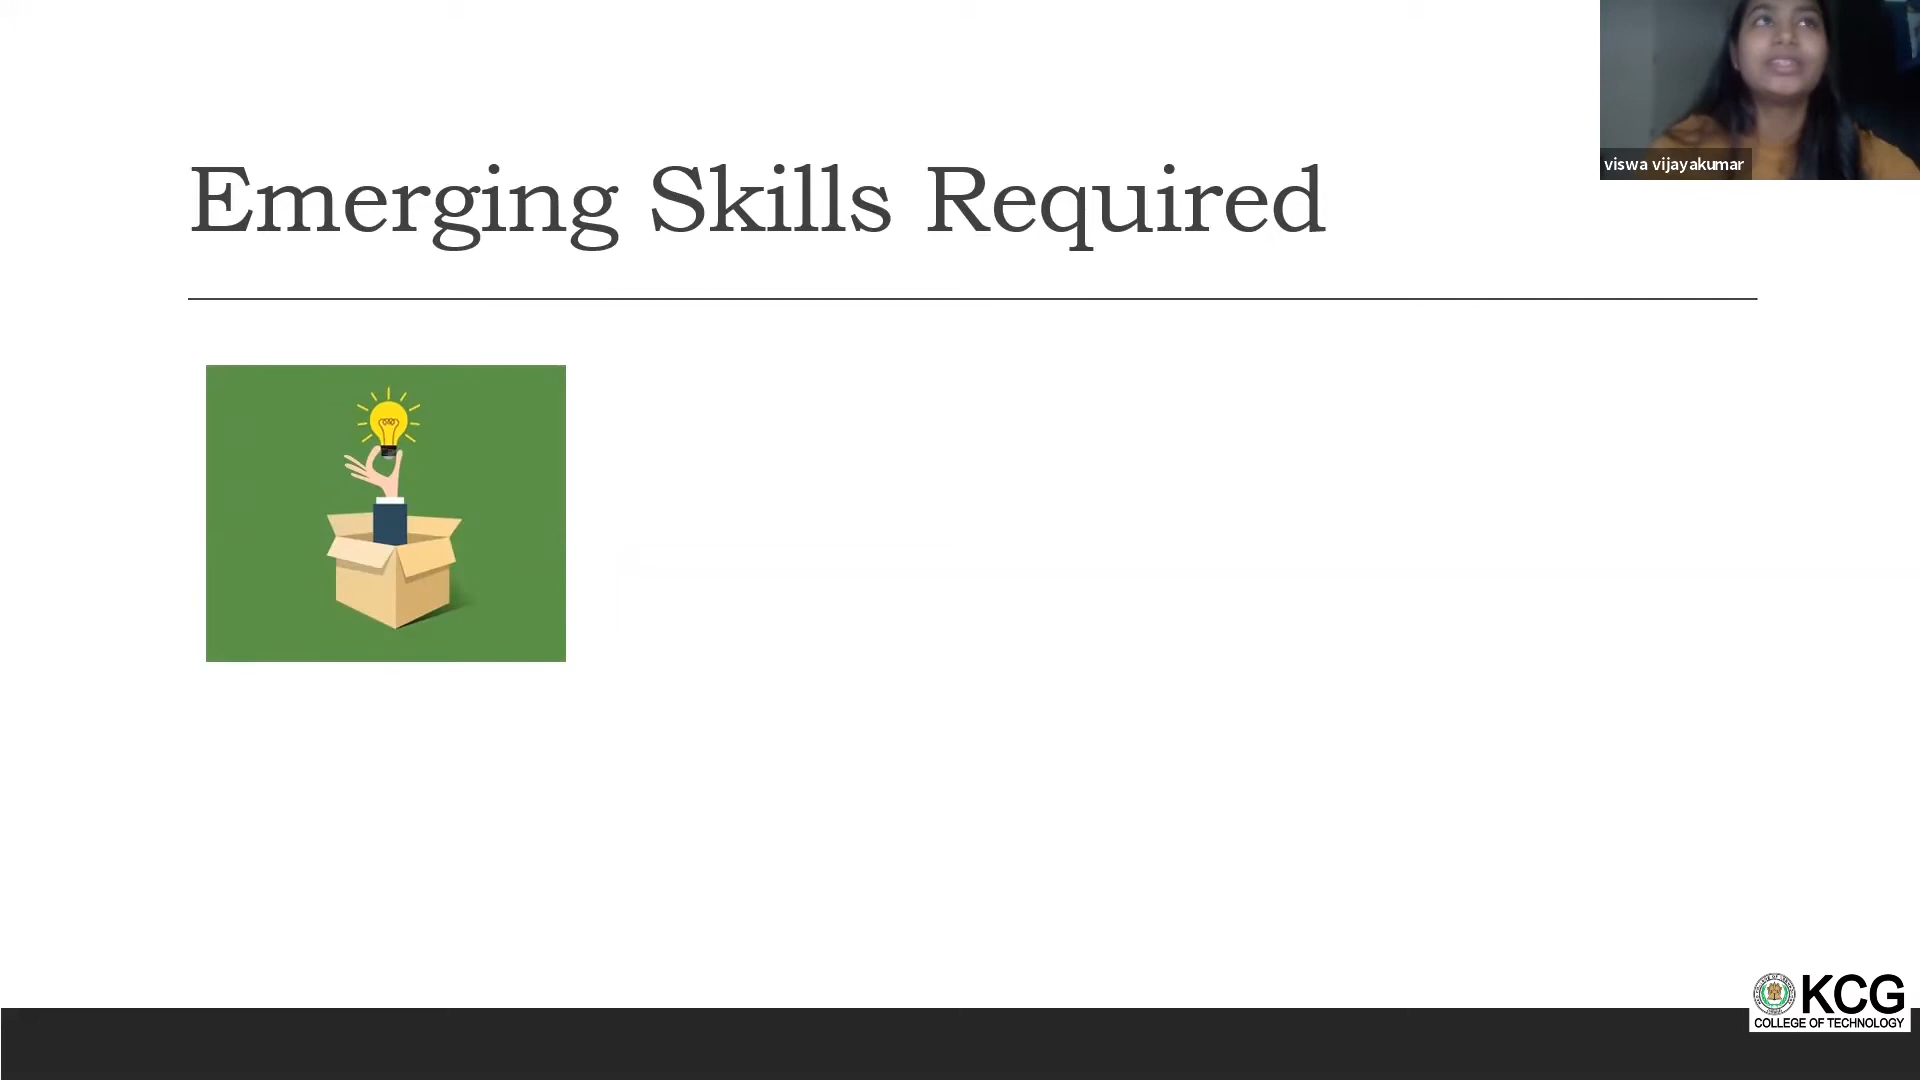 Emerging Skills Required
viswa vijayakumar
KCG
COLLEGE OF TECHNOLOGY